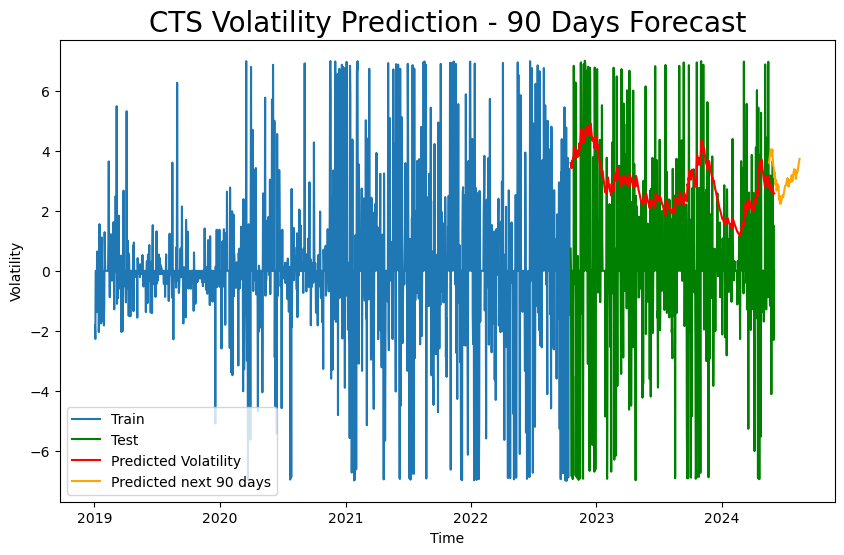 CTS Volatility Prediction - 90 Days Forecast
Volatility
6
4
2
0
−2
−4
−6
Train
Test
Predicted Volatility
Predicted next 90 days
2019 2020 2021 2022 2023 2024
Time